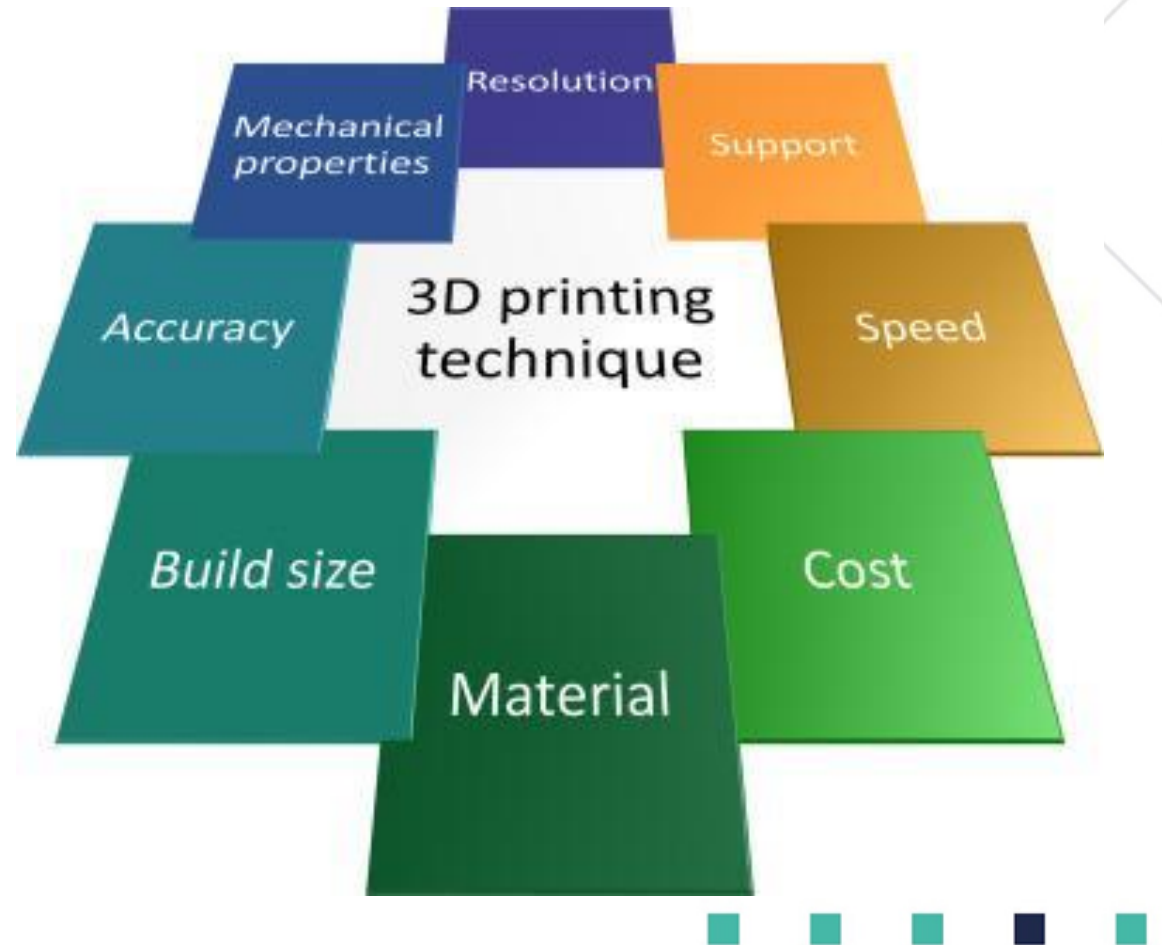 Resolution
Mechanical
properties
Support
3D printing
technique
Accuracy
Speed
Build size
Cost
Material